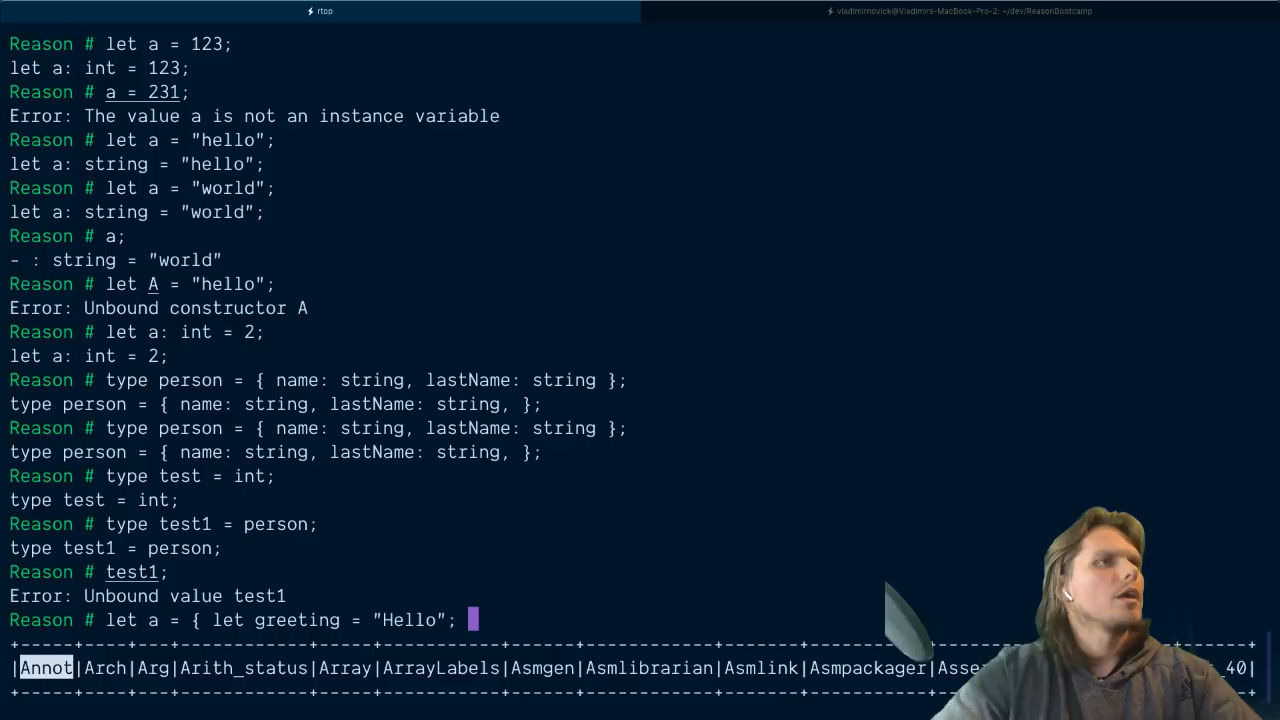 ⚡ rtop
⚡ vladimirnovick@Vladimirs-MacBook-Pro-2: ~/dev/ReasonBootcamp
Reason # let a = 123;
let a: int = 123;
Reason # a = 231;
Error: The value a is not an instance variable
Reason # let a = "hello";
let a: string = "hello";
Reason # let a = "world";
let a: string = "world";
Reason # a;
- : string = "world"
Reason # let A = "hello";
Error: Unbound constructor A
Reason # let a: int = 2;
let a: int = 2;
Reason # type person = { name: string, lastName: string };
type person = { name: string, lastName: string, };
Reason # type person = { name: string, lastName: string };
type person = { name: string, lastName: string, };
Reason # type test = int;
type test = int;
Reason # type test1 = person;
type test1 = person;
Reason # test1;
Error: Unbound value test1
Reason # let a = { let greeting = "Hello";
|Annot|Arch|Arg|Arith_status|Array|ArrayLabels|Asmgen|Asmlibrarian|Asmlink|Asmpackager|